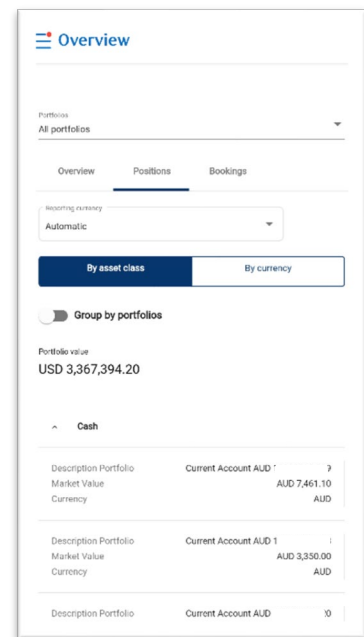 Overview
Portfolios
All portfolios
Overview Positions Bookings
Reporting currency
Automatic
By asset class By currency
Group by portfolios
Portfolio value
USD 3,367,394.20
Cash
Description Portfolio Current Account AUD 9
Market Value AUD 7,461.10
Currency AUD
Description Portfolio Current Account AUD 1
Market Value AUD 3,350.00
Currency AUD
Description Portfolio Current Account AUD